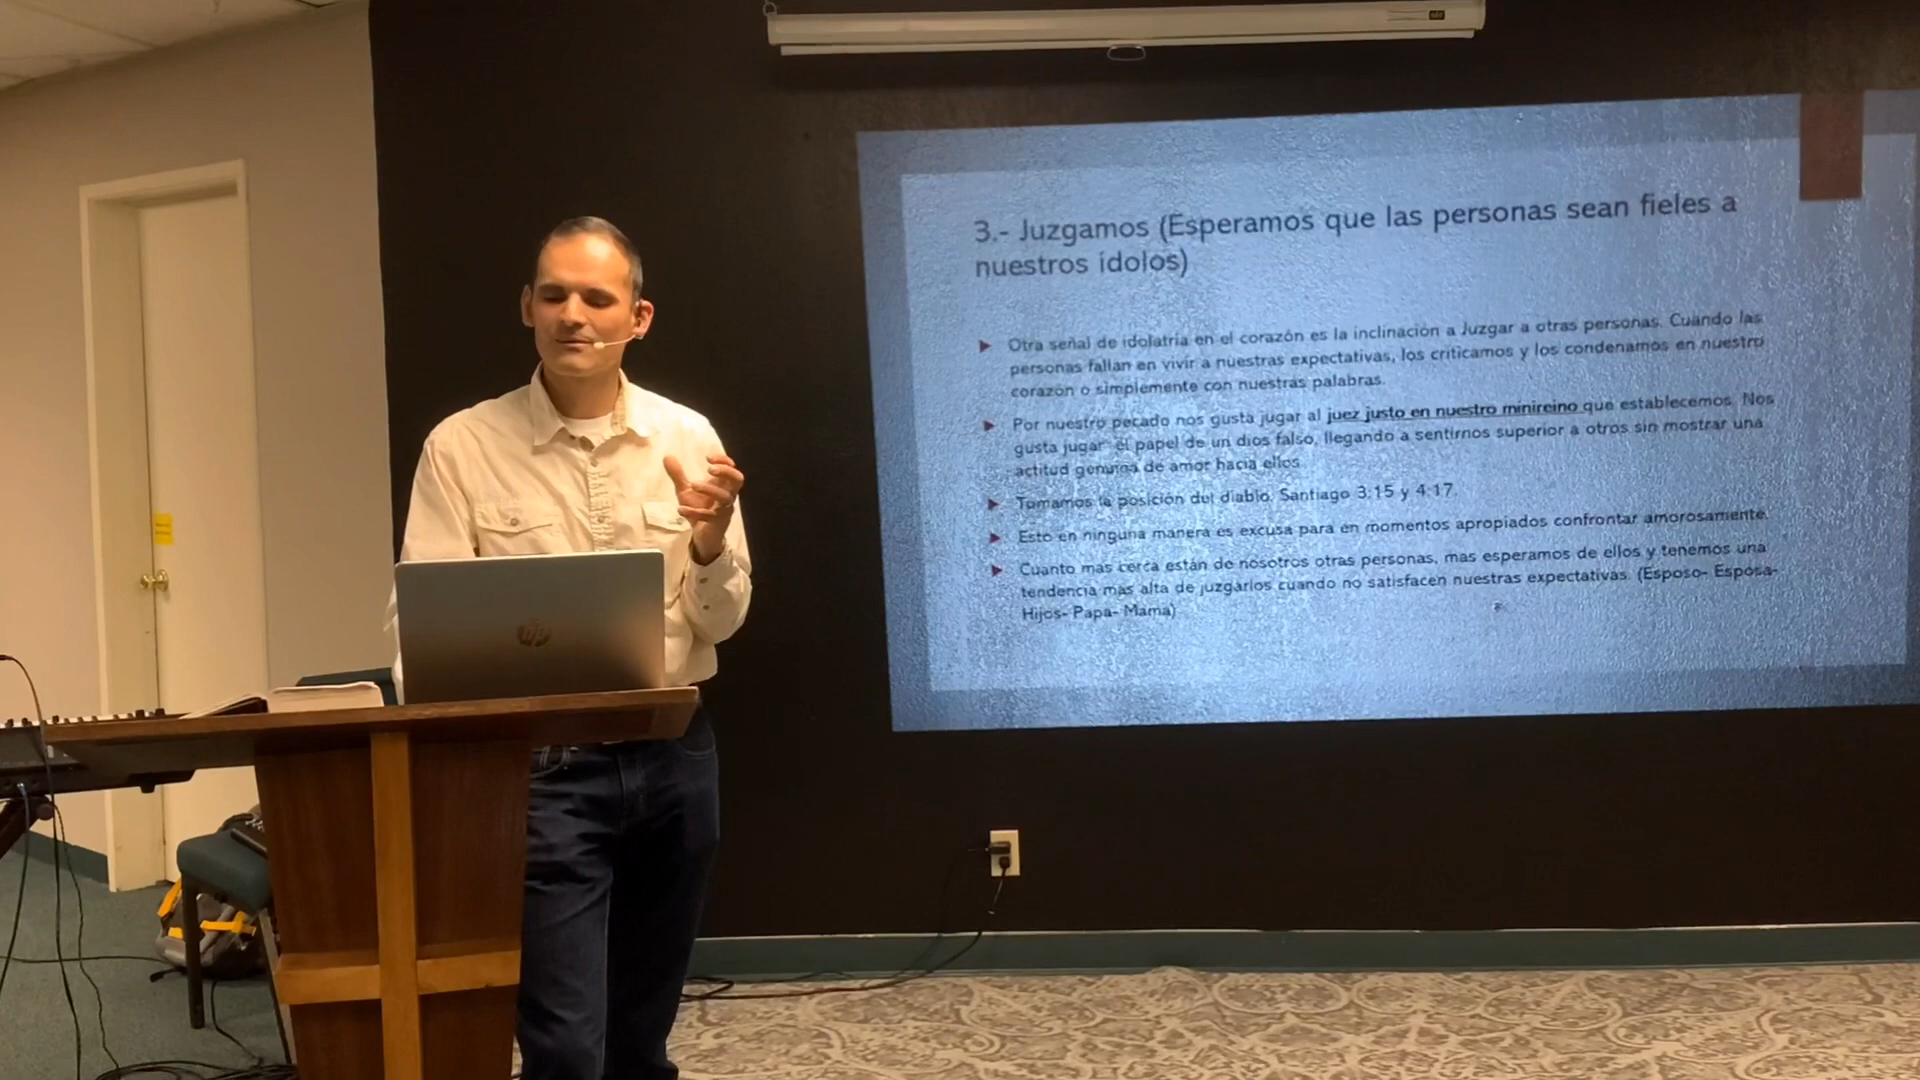 3.- Juzgamos (Esperamos que las personas sean fieles a
nuestros ídolos)
Otra señal de idolatría en el corazón es la inclinación a Juzgar a otras personas. Cuando las
personas fallan en vivir a nuestras expectativas, los criticamos y los condenamos en nuestro
corazón o simplemente con nuestras palabras.
Por nuestro pecado nos gusta jugar al juez justo en nuestro minireino que establecemos. Nos
gusta jugar el papel de un dios falso, llegando a sentirnos superior a otros sin mostrar una
actitud genuina de amor hacia ellos
Tomamos la posición del diablo. Santiago 3:15 y 4:17.
Esto en ninguna manera es excusa para en momentos apropiados confrontar amorosamente.
Cuanto mas cerca están de nosotros otras personas, mas esperamos de ellos y tenemos una
tendencia mas alta de juzgarlos cuando no satisfacen nuestras expectativas. (Esposo- Esposa-
Hijos- Papa- Mama)
hp